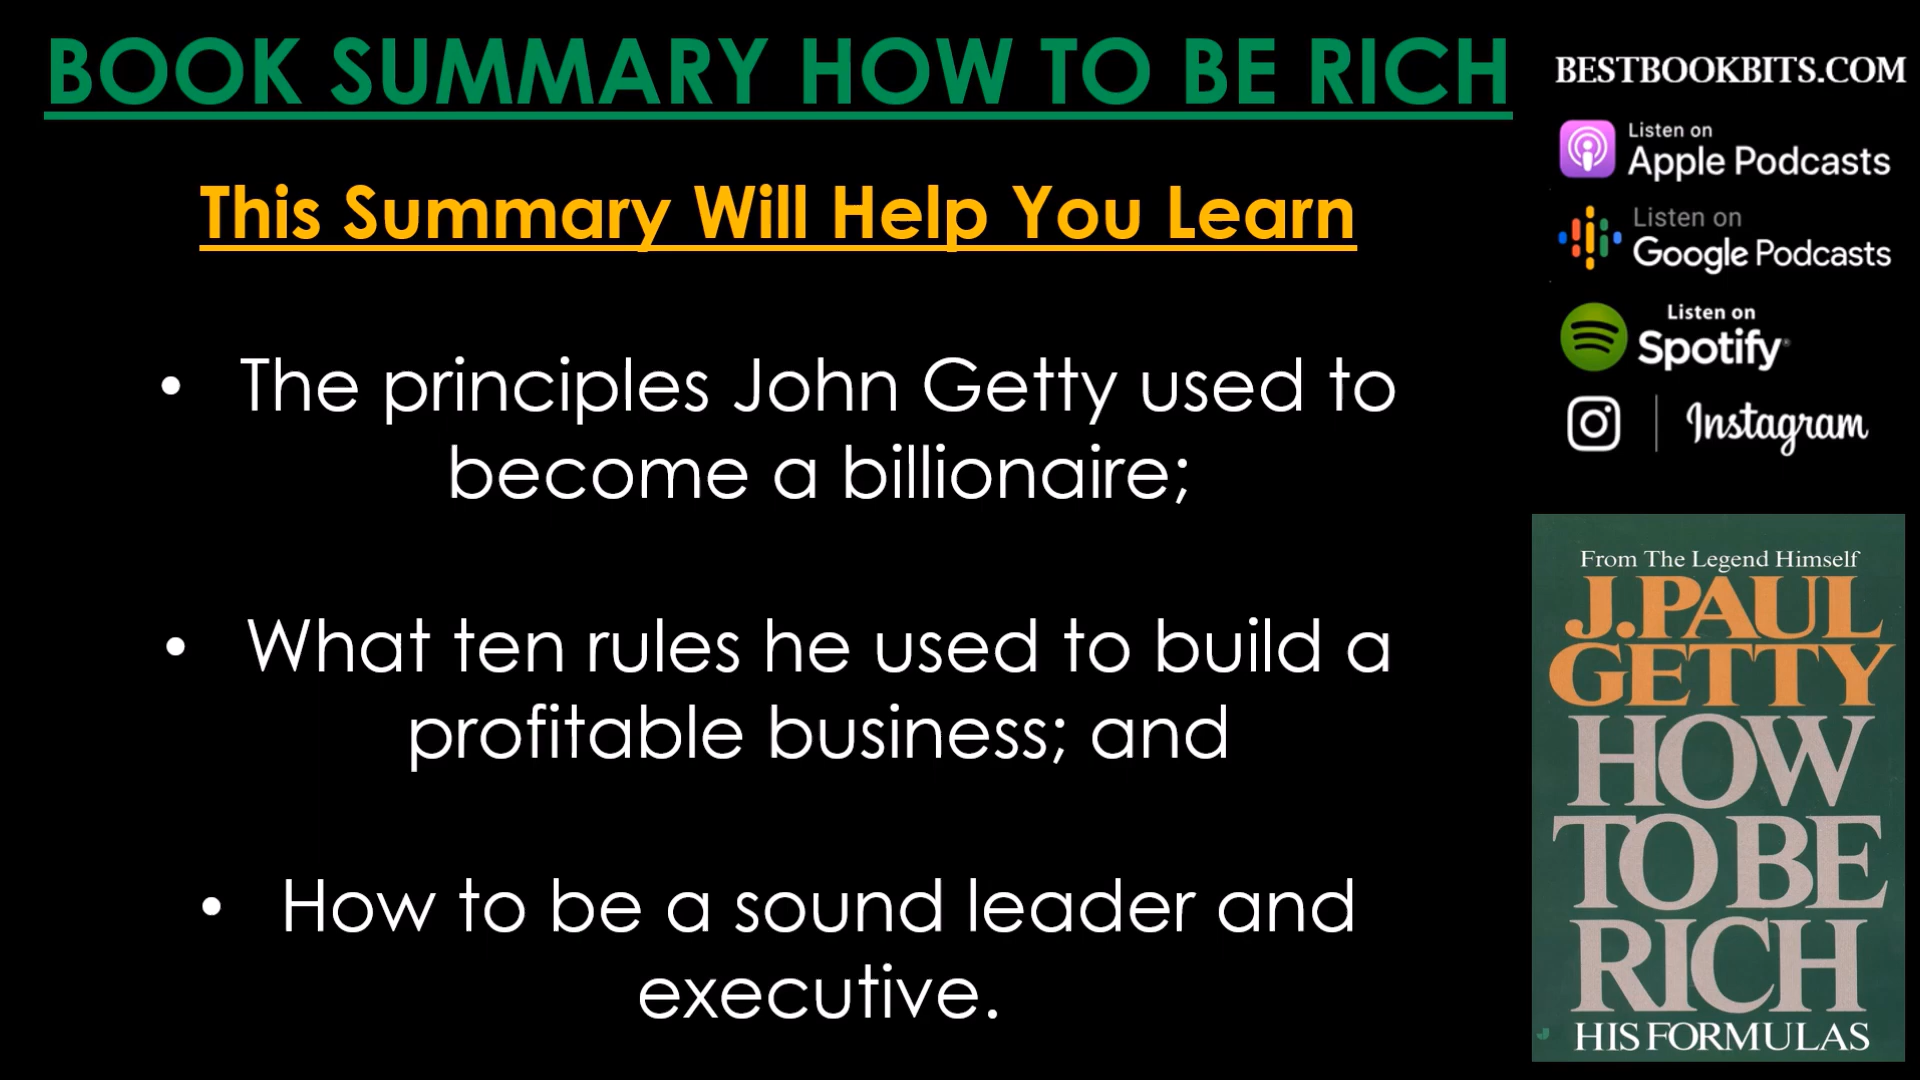 BOOK SUMMARY HOW TO BE RICH
This Summary Will Help You Learn
• The principles John Getty used to
become a billionaire;
• What ten rules he used to build a
profitable business; and
• How to be a sound leader and
executive.
BESTBOOKBITS.COM
Listen on
Apple Podcasts
Listen on
Google Podcasts
Listen on
Spotify
Instagram
From The Legend Himself
J. PAUL
GETTY
HOW
TO BE
RICH
HIS FORMULAS